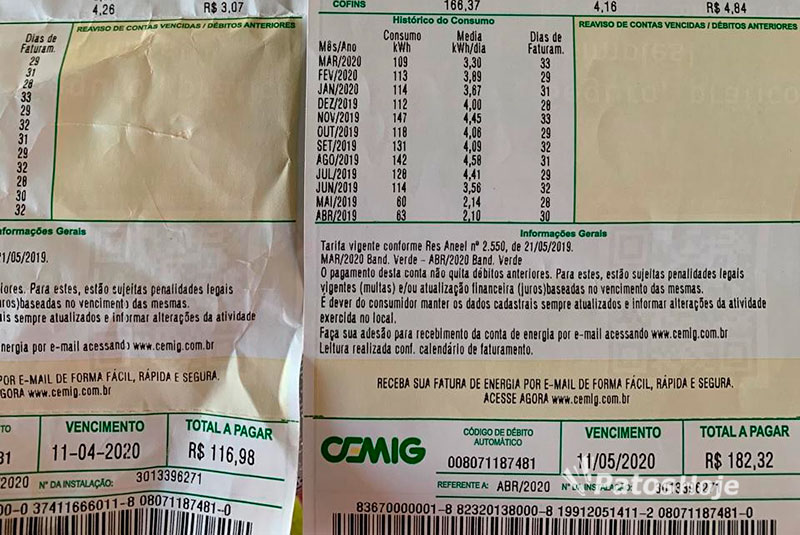 4,26 R$ 3,07
REAVISO DE CONTAS VENCIDAS / DÉBITOS ANTERIORES
Dias de
Faturam.
29
31
28
33
29
32
31
29
32
28
30
32
Informações Gerais
21/05/2019.
riores. Para estes, estão sujeitas penalidades legais
juros)baseadas no vencimento das mesmas.
ais sempre atualizados e informar alterações da atividade
energia por e-mail acessando www.cemig.com.br
POR E-MAIL DE FORMA FÁCIL, RÁPIDA E SEGURA.
AGORA www.cemig.com.br
VENCIMENTO TOTAL A PAGAR
81 11-04-2020 R$ 116,98
/2020 N° DA INSTALAÇÃO: 3013396271
00-0 37411666011-8 08071187481-0
COFINS 166,37 4,16 R$ 4,84
Histórico do Consumo REAVISO DE CONTAS VENCIDAS / DÉBITOS ANTERIORES
Mês/Ano Consumo kWh Media kWh/dia Dias de Faturam.
MAR/2020 109 3,30 33
FEV/2020 113 3,89 29
JAN/2020 114 3,67 31
DEZ/2019 112 4,00 28
NOV/2019 147 4,45 33
OUT/2019 118 4,06 29
SET/2019 131 4,09 32
AGO/2019 142 4,58 31
JUL/2019 128 4,41 29
JUN/2019 114 3,56 32
MAI/2019 60 2,14 28
ABR/2019 63 2,10 30
Informações Gerais
Tarifa vigente conforme Res Aneel nº 2.550, de 21/05/2019.
MAR/2020 Band. Verde - ABR/2020 Band. Verde
O pagamento desta conta não quita débitos anteriores. Para estes, estão sujeitas penalidades legais
vigentes (multas) e/ou atualização financeira (juros)baseadas no vencimento das mesmas.
É dever do consumidor manter os dados cadastrais sempre atualizados e informar alterações da atividade
exercida no local.
Faça sua adesão para recebimento da conta de energia por e-mail acessando www.cemig.com.br
Leitura realizada conf. calendário de faturamento.
RECEBA SUA FATURA DE ENERGIA POR E-MAIL DE FORMA FÁCIL, RÁPIDA E SEGURA.
ACESSE AGORA www.cemig.com.br
CEMIG
CÓDIGO DE DÉBITO
AUTOMÁTICO
008071187481
VENCIMENTO
11/05/2020
TOTAL A PAGAR
R$ 182,32
REFERENTE A: ABR/2020 N° DA INSTALAÇÃO: 3013396271
Patos Hoje
83670000001-8 82320138000-8 19912051411-2 08071187481-0